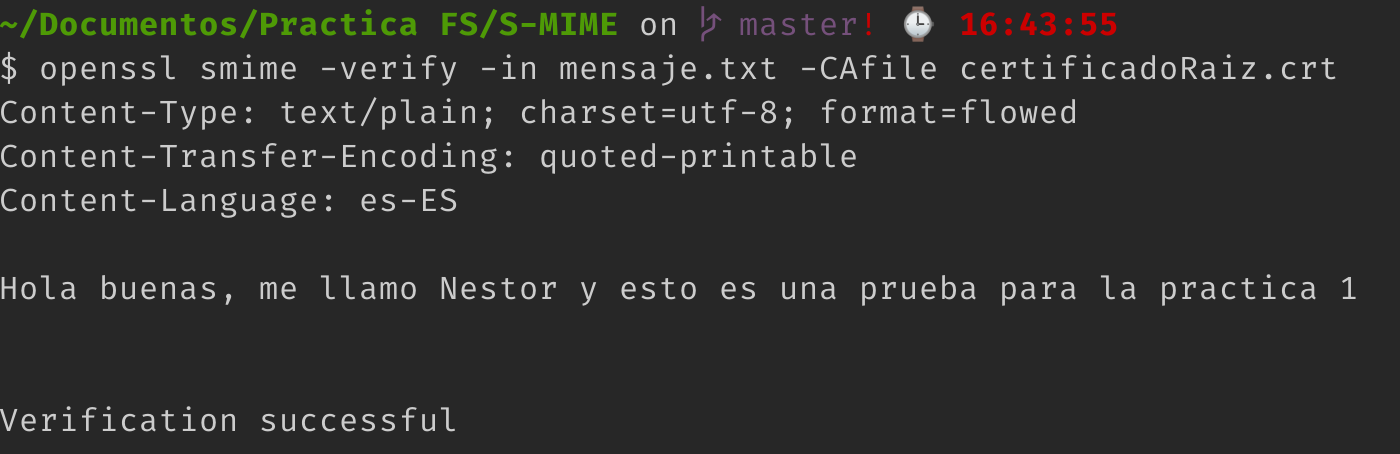 ~/Documentos/Practica FS/S-MIME on master! 16:43:55
$ openssl smime -verify -in mensaje.txt -CAfile certificadoRaiz.crt
Content-Type: text/plain; charset=utf-8; format=flowed
Content-Transfer-Encoding: quoted-printable
Content-Language: es-ES
Hola buenas, me llamo Nestor y esto es una prueba para la practica 1
Verification successful